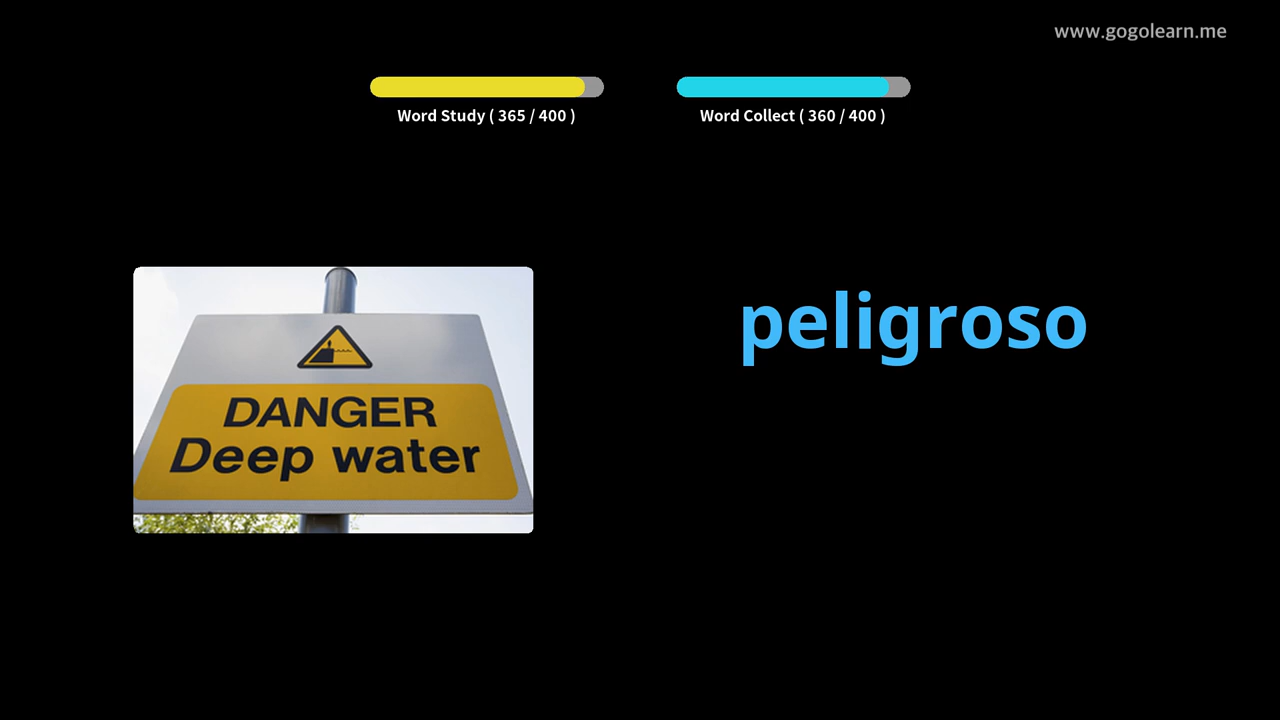 www.gogolearn.me
Word Study ( 365 / 400 )
Word Collect ( 360 / 400 )
DANGER
Deep water
peligroso